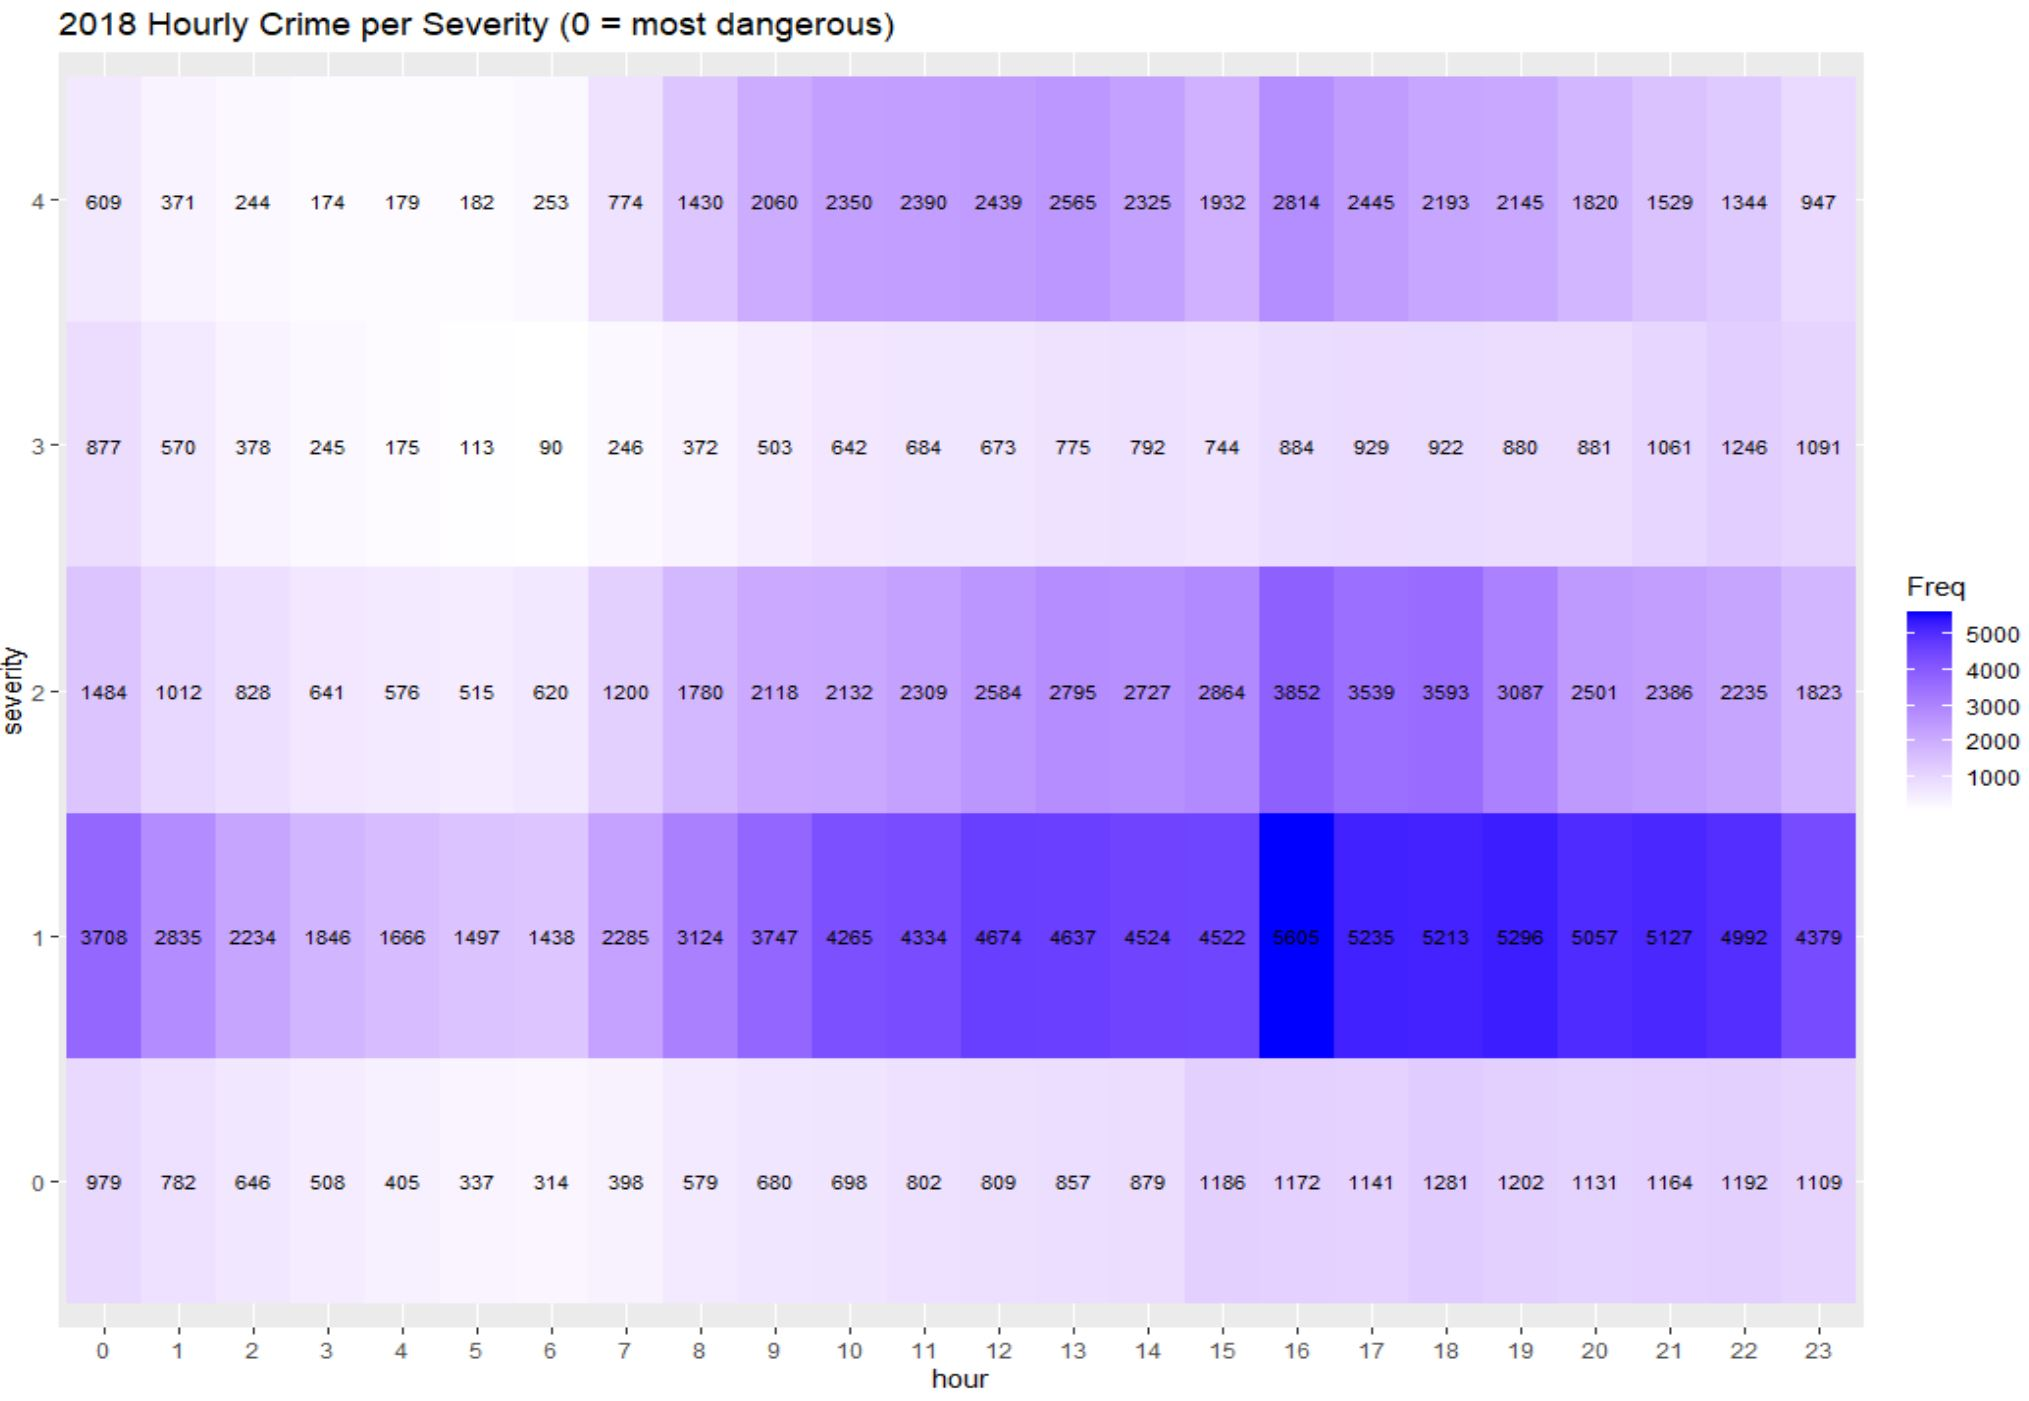 2018 Hourly Crime per Severity (0 = most dangerous)
4 609 371 244 174 179 182 253 774 1430 2060 2350 2390 2439 2565 2325 1932 2814 2445 2193 2145 1820 1529 1344 947
3 877 570 378 245 175 113 90 246 372 503 642 684 673 775 792 744 884 929 922 880 881 1061 1246 1091
severity
2 1484 1012 828 641 576 515 620 1200 1780 2118 2132 2309 2584 2795 2727 2864 3852 3539 3593 3087 2501 2386 2235 1823
1 3708 2835 2234 1846 1666 1497 1438 2285 3124 3747 4265 4334 4674 4637 4524 4522 5605 5235 5213 5296 5057 5127 4992 4379
0 979 782 646 508 405 337 314 398 579 680 698 802 809 857 879 1186 1172 1141 1281 1202 1131 1164 1192 1109
0 1 2 3 4 5 6 7 8 9 10 11 12 13 14 15 16 17 18 19 20 21 22 23
hour
Freq
5000
4000
3000
2000
1000